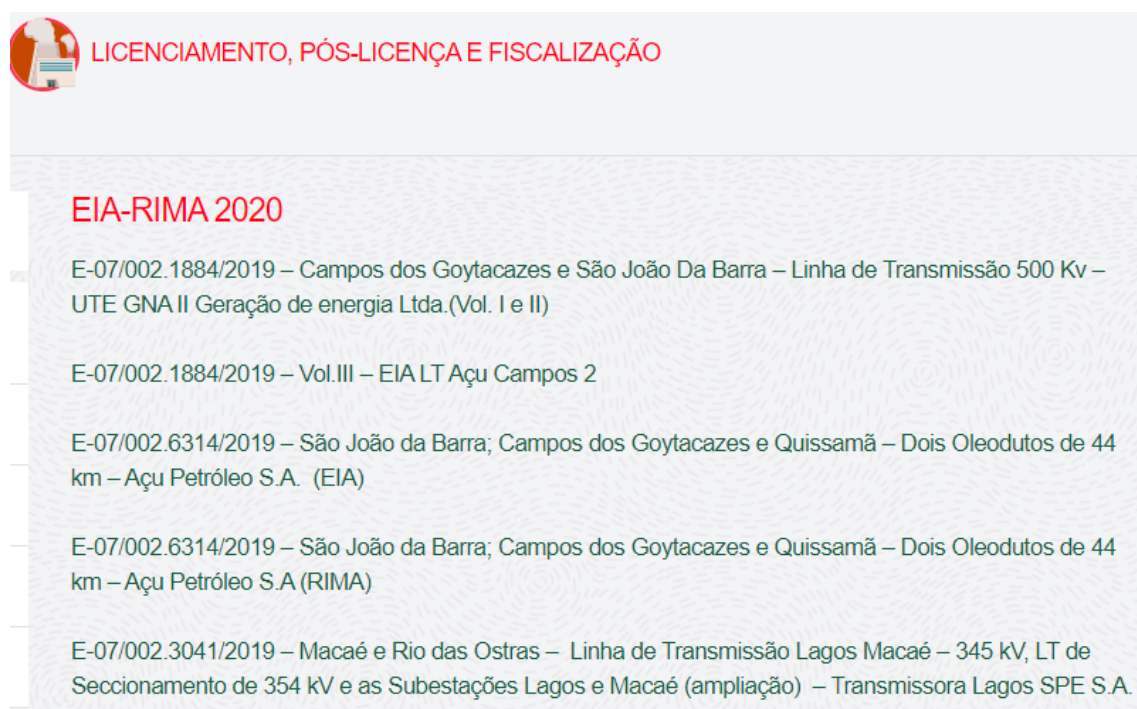 LICENCIAMENTO, PÓS-LICENÇA E FISCALIZAÇÃO
EIA-RIMA 2020
E-07/002.1884/2019 – Campos dos Goytacazes e São João Da Barra – Linha de Transmissão 500 Kv –
UTE GNA II Geração de energia Ltda.(Vol. I e II)
E-07/002.1884/2019 – Vol.III – EIA LT Açu Campos 2
E-07/002.6314/2019 – São João da Barra; Campos dos Goytacazes e Quissamã – Dois Oleodutos de 44
km – Açu Petróleo S.A.  (EIA)
E-07/002.6314/2019 – São João da Barra; Campos dos Goytacazes e Quissamã – Dois Oleodutos de 44
km – Açu Petróleo S.A (RIMA)
E-07/002.3041/2019 – Macaé e Rio das Ostras –  Linha de Transmissão Lagos Macaé – 345 kV, LT de
Seccionamento de 354 kV e as Subestações Lagos e Macaé (ampliação)  – Transmissora Lagos SPE S.A.